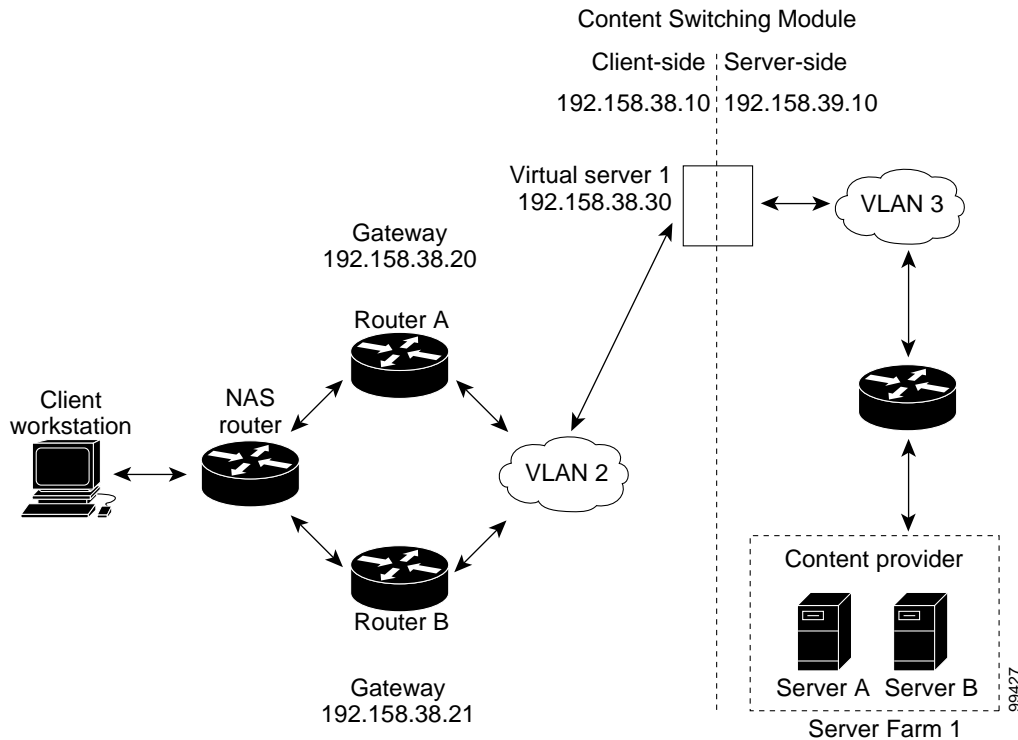 Content Switching Module
Client-side
Server-side
192.158.38.10
192.158.39.10
Virtual server 1
192.158.38.30
VLAN 3
Gateway
192.158.38.20
Router A
Client
workstation
NAS
router
VLAN 2
Router B
Gateway
192.158.38.21
Content provider
Server A
Server B
Server Farm 1
99427